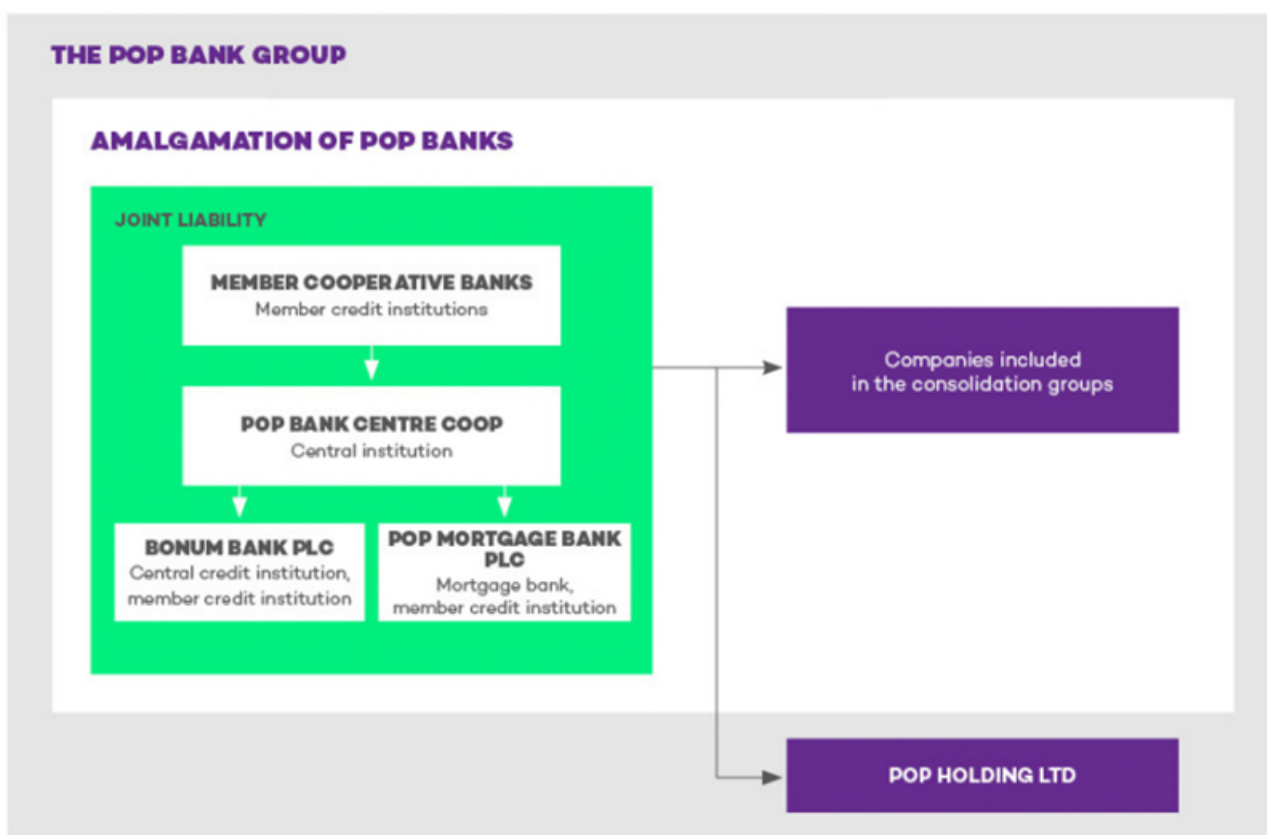 THE POP BANK GROUP
AMALGAMATION OF POP BANKS
JOINT LIABILITY
MEMBER COOPERATIVE BANKS
Member credit institutions
POP BANK CENTRE COOP
Central institution
BONUM BANK PLC
Central credit institution,
member credit institution
POP MORTGAGE BANK
PLC
Mortgage bank,
member credit institution
Companies included
in the consolidation groups
POP HOLDING LTD